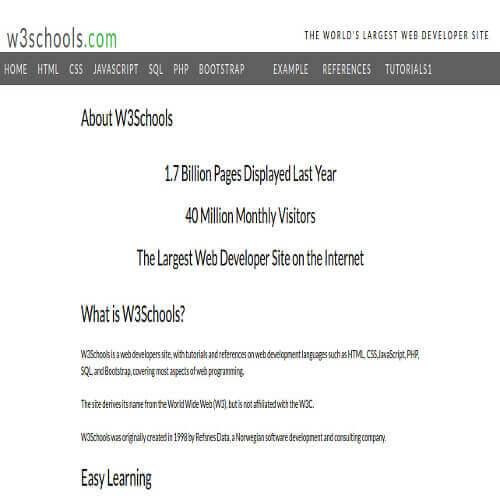 w3schools.com
THE WORLD'S LARGEST WEB DEVELOPER SITE
HOME HTML CSS JAVASCRIPT SQL PHP BOOTSTRAP EXAMPLE REFERENCES TUTORIALS1
About W3Schools
1.7 Billion Pages Displayed Last Year
40 Million Monthly Visitors
The Largest Web Developer Site on the Internet
What is W3Schools?
W3Schools is a web developers site, with tutorials and references on web development languages such as HTML, CSS, JavaScript, PHP,
SQL, and Bootstrap, covering most aspects of web programming.
The site derives its name from the World Wide Web (W3), but is not affiliated with the W3C.
W3Schools was originally created in 1998 by Refsnes Data, a Norwegian software development and consulting company.
Easy Learning